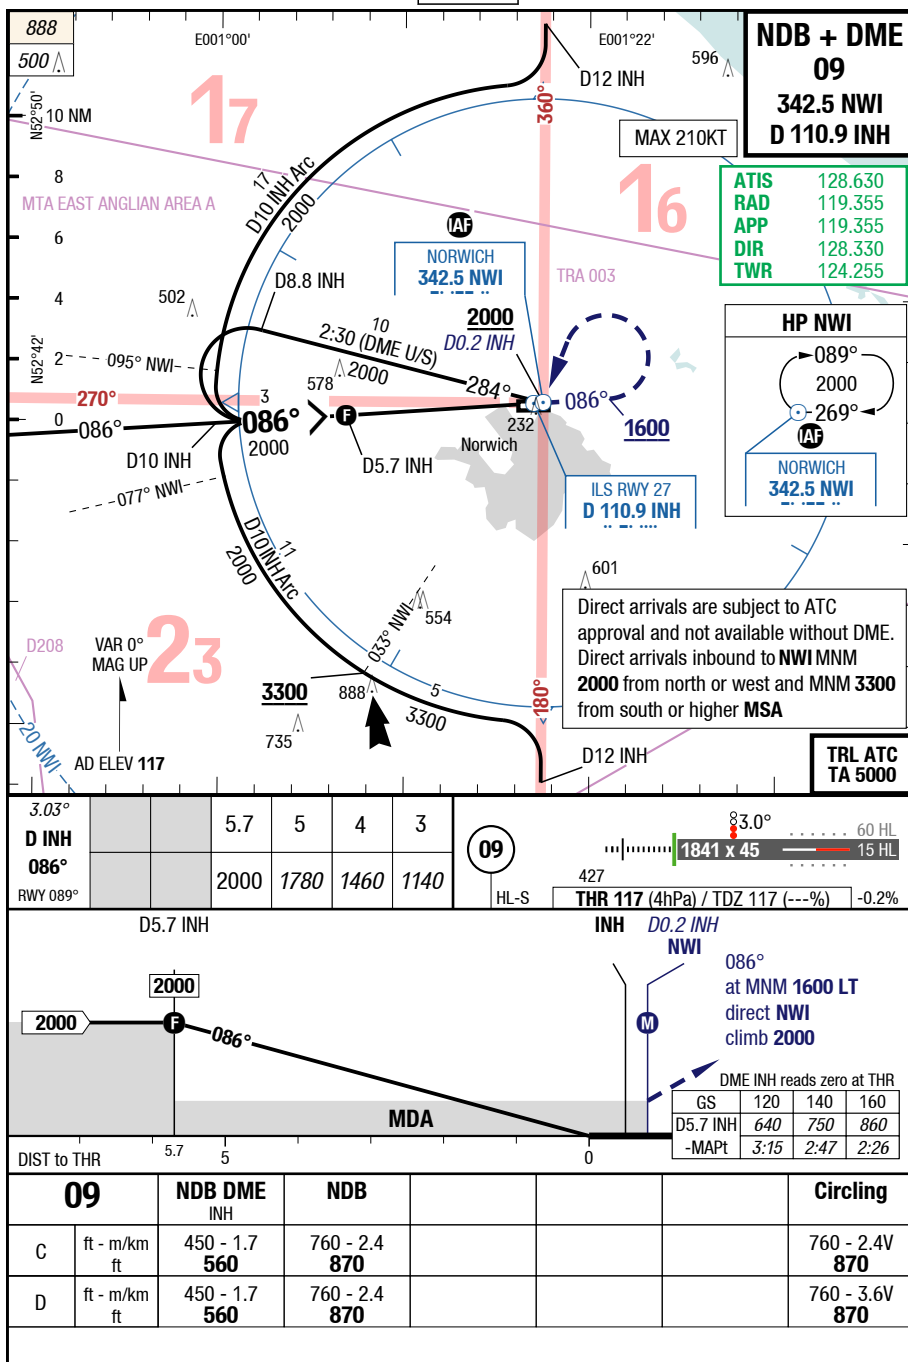 888
500
E001°00'
E001°22'
596
D12 INH
NDB + DME
09
342.5 NWI
D 110.9 INH
N52°50'
10 NM
17
360°
MAX 210KT
8
MTA EAST ANGLIAN AREA A
17
D10 INH Arc
2000
16
ATIS 128.630
RAD 119.355
APP 119.355
DIR 128.330
TWR 124.255
6
IAF
NORWICH
342.5 NWI
TRA 003
4
502
D8.8 INH
10
2:30 (DME U/S)
2000
2000
D0.2 INH
HP NWI
089°
2000
269°
IAF
NORWICH
342.5 NWI
N52°42'
2
095° NWI
578
284°
270°
3
086°
2000
F
086°
1600
0
086°
232
Norwich
D10 INH
D5.7 INH
077° NWI
ILS RWY 27
D 110.9 INH
D10 INH Arc
11
2000
601
033° NWI
554
Direct arrivals are subject to ATC
approval and not available without DME.
Direct arrivals inbound to NWI MNM
2000 from north or west and MNM 3300
from south or higher MSA
D208
VAR 0°
MAG UP
23
3300
888
5
3300
180°
735
20 NWI
AD ELEV 117
D12 INH
TRL ATC
TA 5000
3.03°
D INH
086°
RWY 089°
5.7 5 4 3
2000 1780 1460 1140
09
HL-S
3.0°
60 HL
1841 x 45
15 HL
427
THR 117 (4hPa) / TDZ 117 (---%)
-0.2%
D5.7 INH
INH
D0.2 INH
NWI
2000
2000
F
086°
M
086°
at MNM 1600 LT
direct NWI
climb 2000
MDA
DME INH reads zero at THR
GS 120 140 160
D5.7 INH 640 750 860
-MAPt 3:15 2:47 2:26
DIST to THR
5.7
5
0
09
NDB DME
INH
NDB
Circling
C ft - m/km 450 - 1.7 760 - 2.4 760 - 2.4V
ft 560 870 870
D ft - m/km 450 - 1.7 760 - 2.4 760 - 3.6V
ft 560 870 870